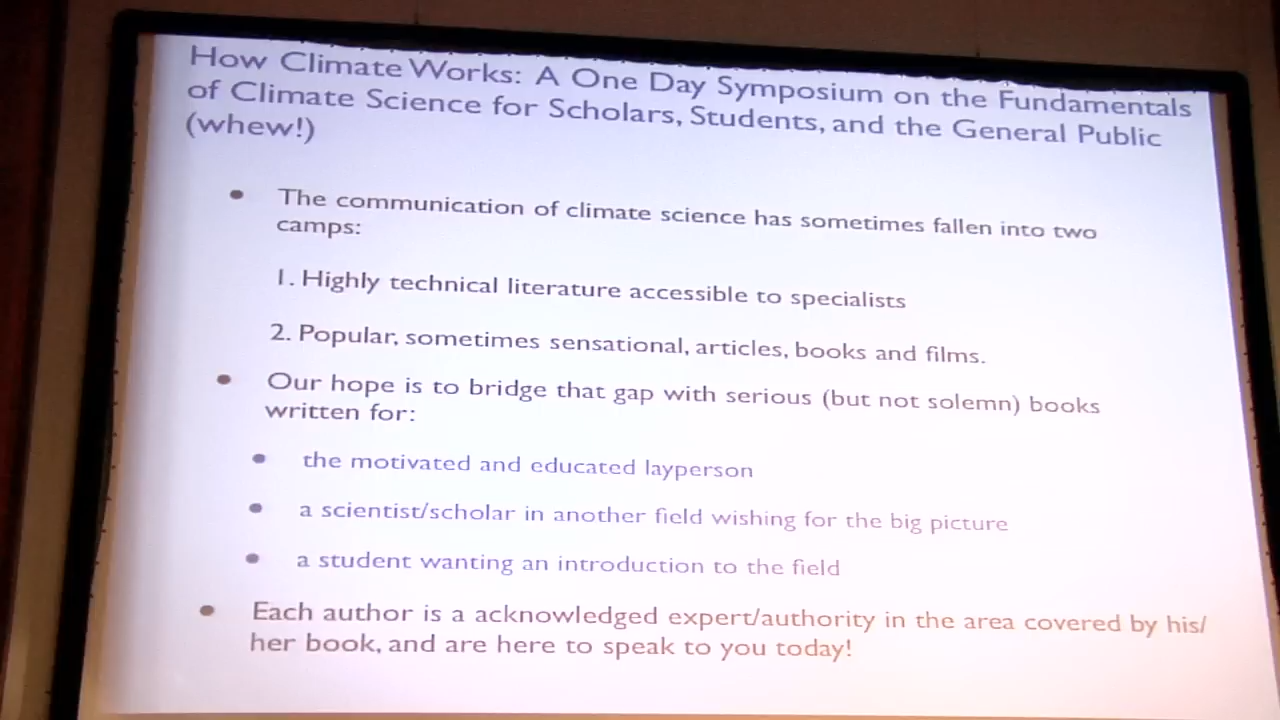 How Climate Works: A One Day Symposium on the Fundamentals
of Climate Science for Scholars, Students, and the General Public
(whew!)
• The communication of climate science has sometimes fallen into two
camps:
1. Highly technical literature accessible to specialists
2. Popular, sometimes sensational, articles, books and films.
• Our hope is to bridge that gap with serious (but not solemn) books
written for:
• the motivated and educated layperson
• a scientist/scholar in another field wishing for the big picture
• a student wanting an introduction to the field
• Each author is a acknowledged expert/authority in the area covered by his/
her book, and are here to speak to you today!